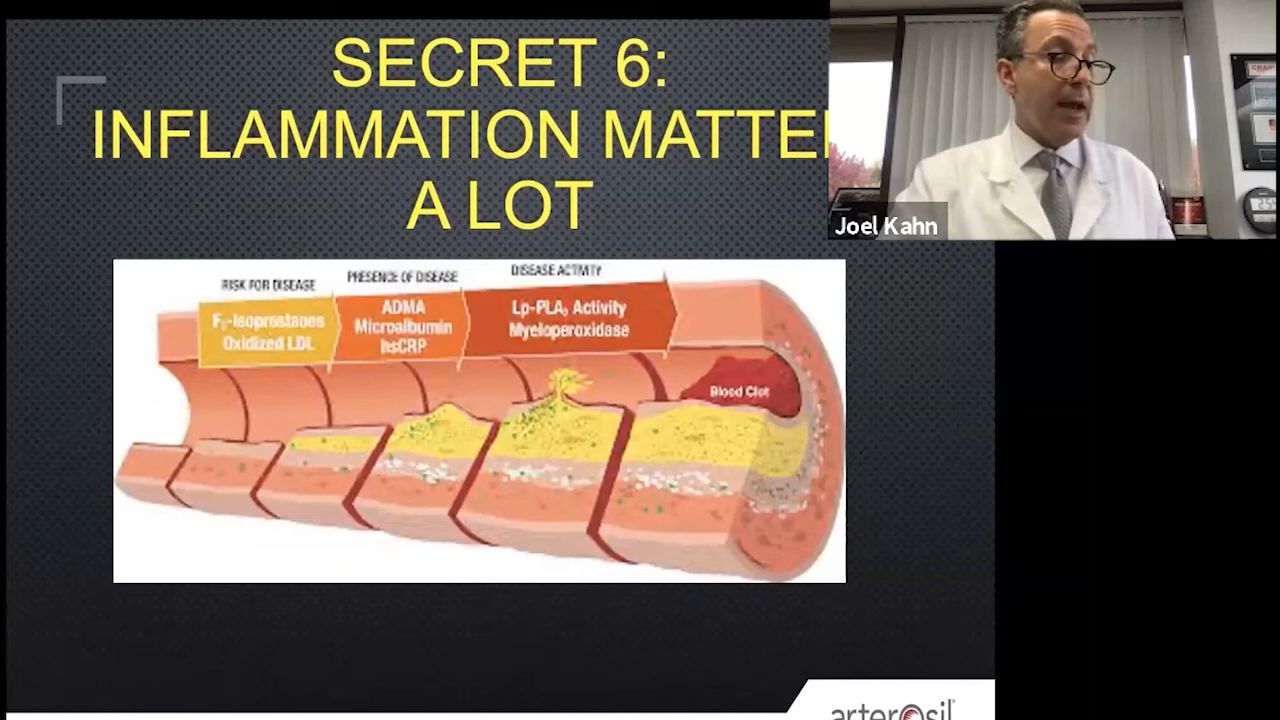 SECRET 6:
INFLAMMATION MATTE
A LOT
Joel Kahn
RISK FOR DISEASE
PRESENCE OF DISEASE
DISEASE ACTIVITY
F₂-Isoprostanes
Oxidized LDL
ADMA
Microalbumin
hsCRP
Lp-PLA₂ Activity
Myeloperoxidase
Blood Clot
arterosil®